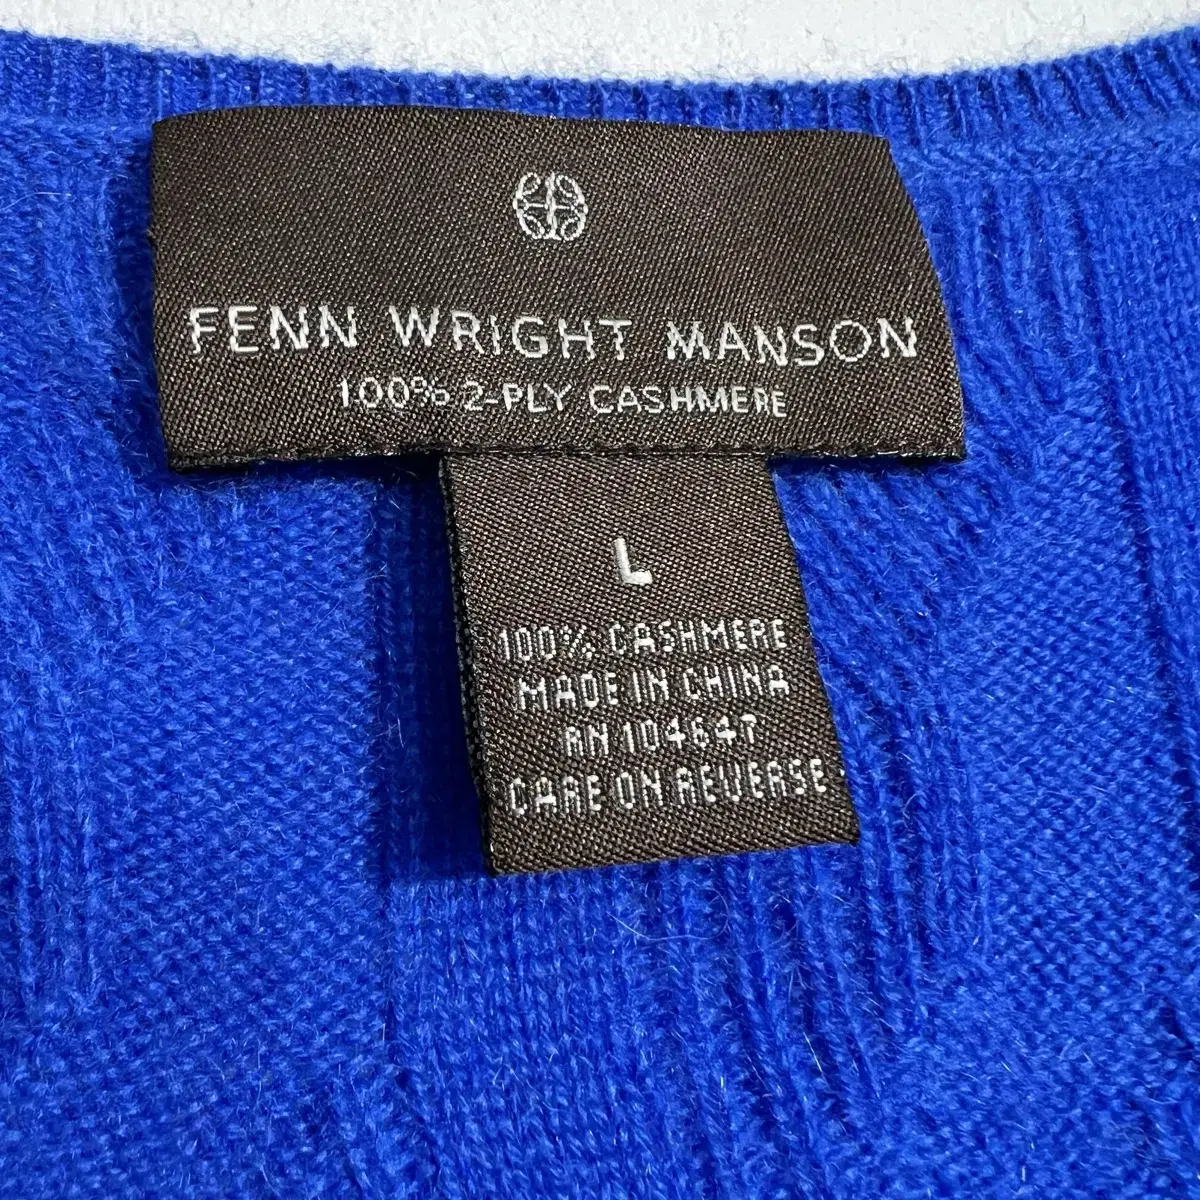 FENN WRIGHT MANSON
100% 2-PLY CASHMERE
L
100% CASHMERE
MADE IN CHINA
RN 104647
CARE ON REVERSE